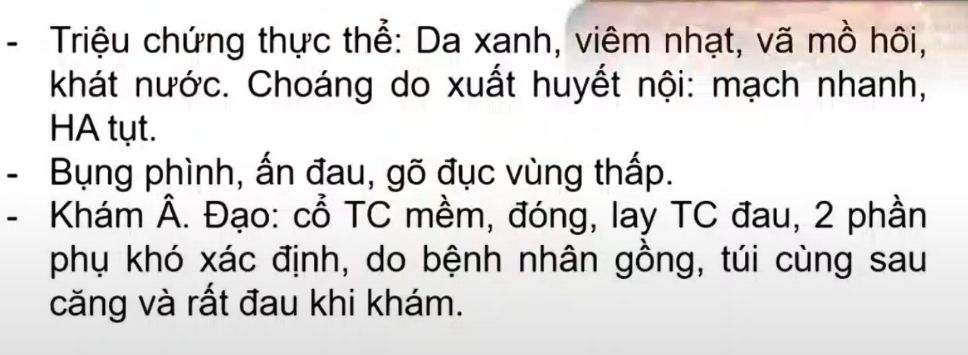 - Triệu chứng thực thể: Da xanh, viêm nhạt, vã mồ hôi,
khát nước. Choáng do xuất huyết nội: mạch nhanh,
HA tụt.
- Bụng phình, ấn đau, gõ đục vùng thấp.
- Khám Â. Đạo: cổ TC mềm, đóng, lay TC đau, 2 phần
phụ khó xác định, do bệnh nhân gồng, túi cùng sau
căng và rất đau khi khám.